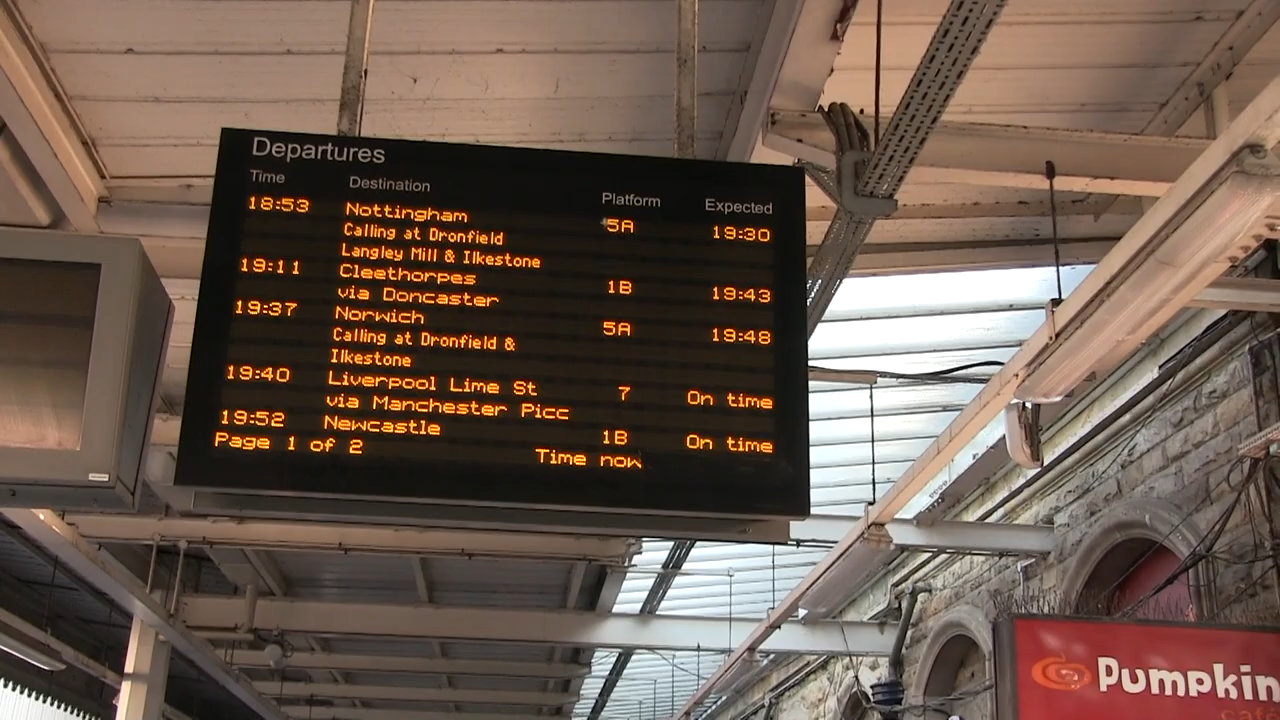 Departures
Time Destination Platform Expected
18:53 Nottingham 5A 19:30
Calling at Dronfield
Langley Mill & Ilkestone
19:11 Cleethorpes 1B 19:43
via Doncaster
19:37 Norwich 5A 19:48
Calling at Dronfield &
Ilkestone
19:40 Liverpool Lime St 7 On time
via Manchester Picc
19:52 Newcastle 1B On time
Page 1 of 2 Time now
Pumpkin
café